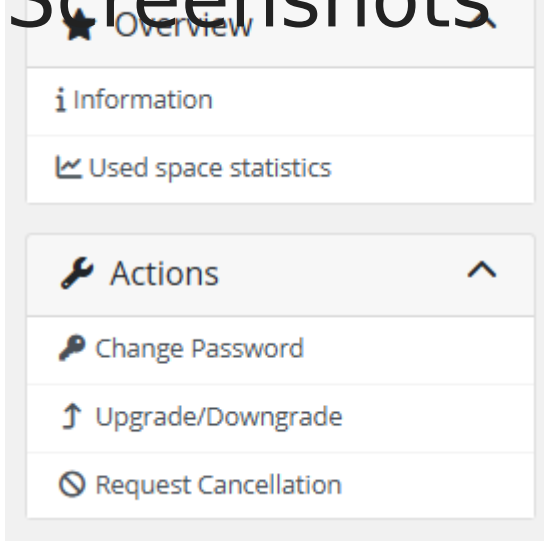 Screenshots
Overview
Information
Used space statistics
Actions
Change Password
Upgrade/Downgrade
Request Cancellation